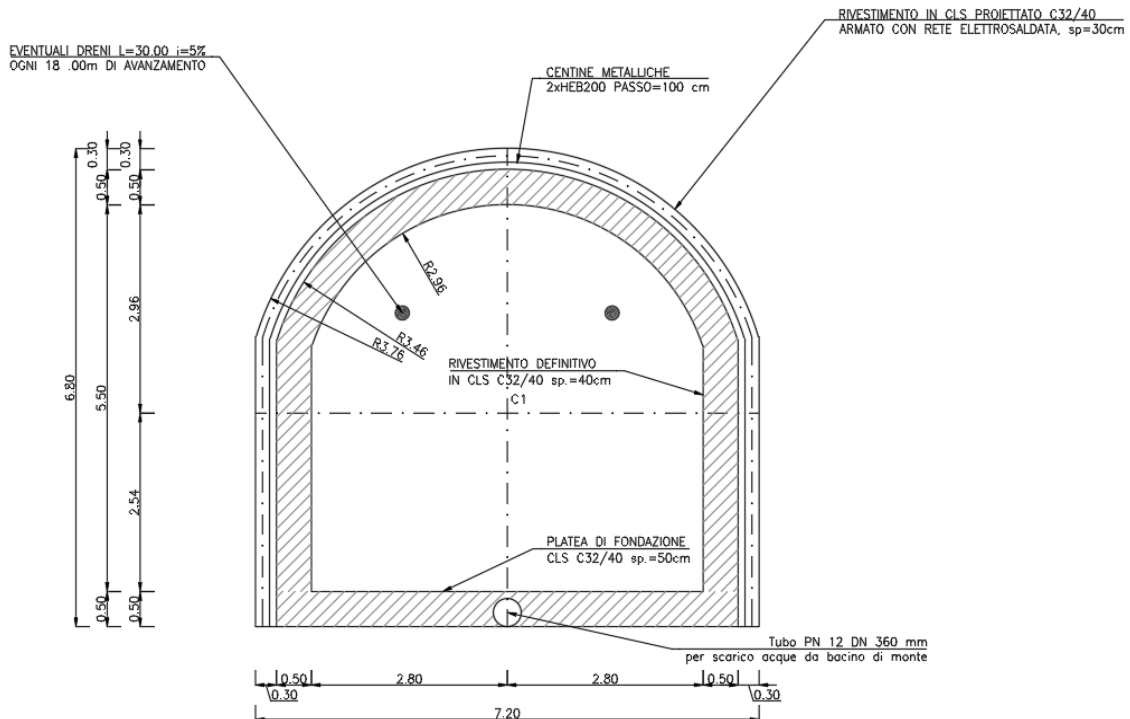 RIVESTIMENTO IN CLS PROIETTATO C32/40
ARMATO CON RETE ELETTROSALDATA, sp=30cm
EVENTUALI DRENI L=30.00 i=5%
OGNI 18 .00m DI AVANZAMENTO
CENTINE METALLICHE
2xHEB200 PASSO=100 cm
0.30
0.30
0.50
0.50
2.96
R2.96
R3.46
R3.76
6.80
5.50
RIVESTIMENTO DEFINITIVO
IN CLS C32/40 sp.=40cm
C1
2.54
PLATEA DI FONDAZIONE
CLS C32/40 sp.=50cm
0.50
0.50
Tubo PN 12 DN 360 mm
per scarico acque da bacino di monte
0.50
2.80
2.80
0.50
0.30
0.30
7.20